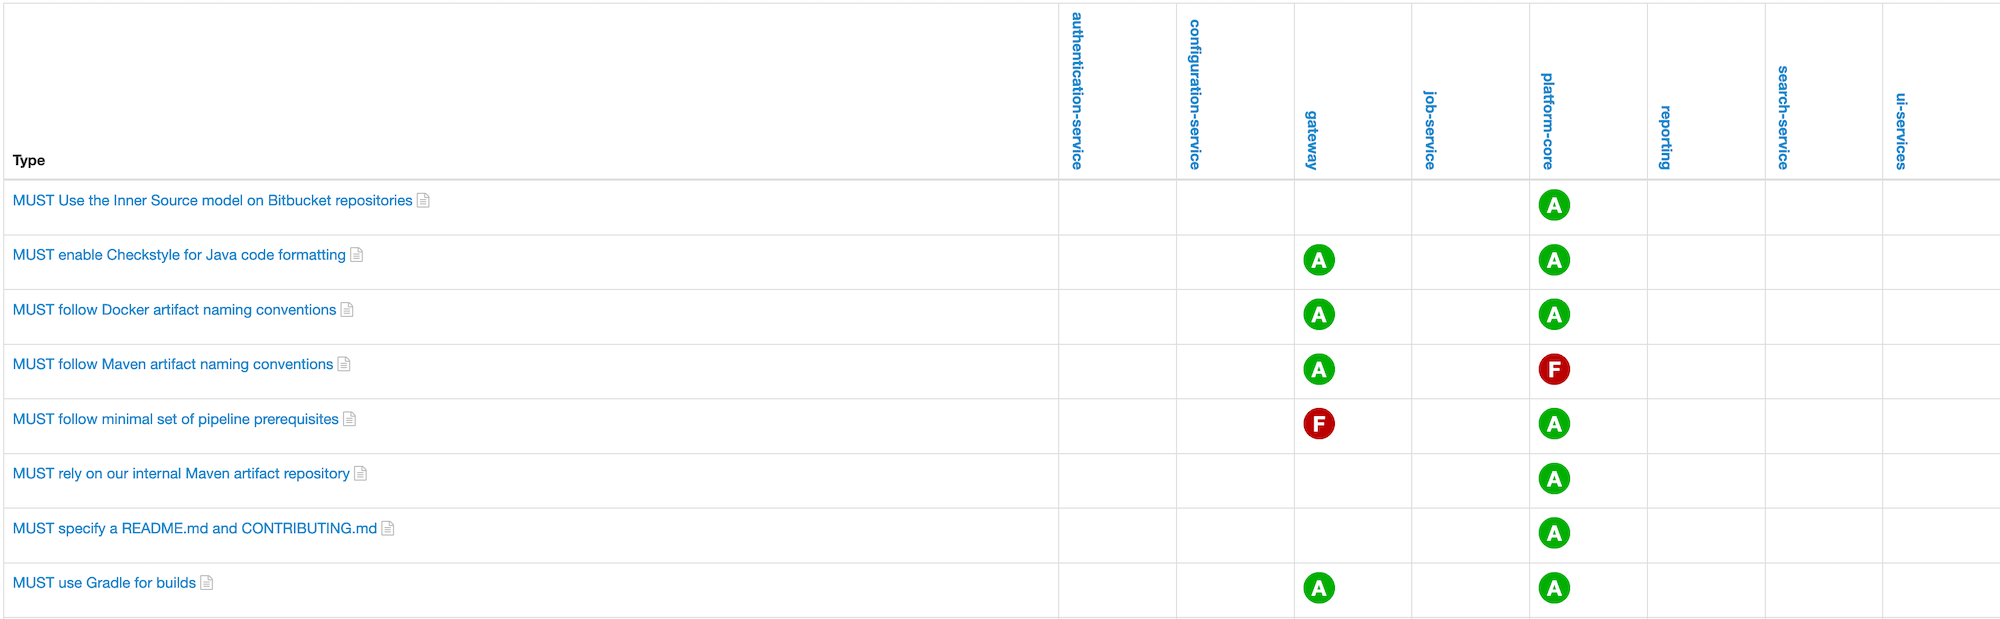 authentication-service
configuration-service
gateway
job-service
platform-core
reporting
search-service
ui-services
Type
MUST Use the Inner Source model on Bitbucket repositories
A
MUST enable Checkstyle for Java code formatting
A A
MUST follow Docker artifact naming conventions
A A
MUST follow Maven artifact naming conventions
A F
MUST follow minimal set of pipeline prerequisites
F A
MUST rely on our internal Maven artifact repository
A
MUST specify a README.md and CONTRIBUTING.md
A
MUST use Gradle for builds
A A